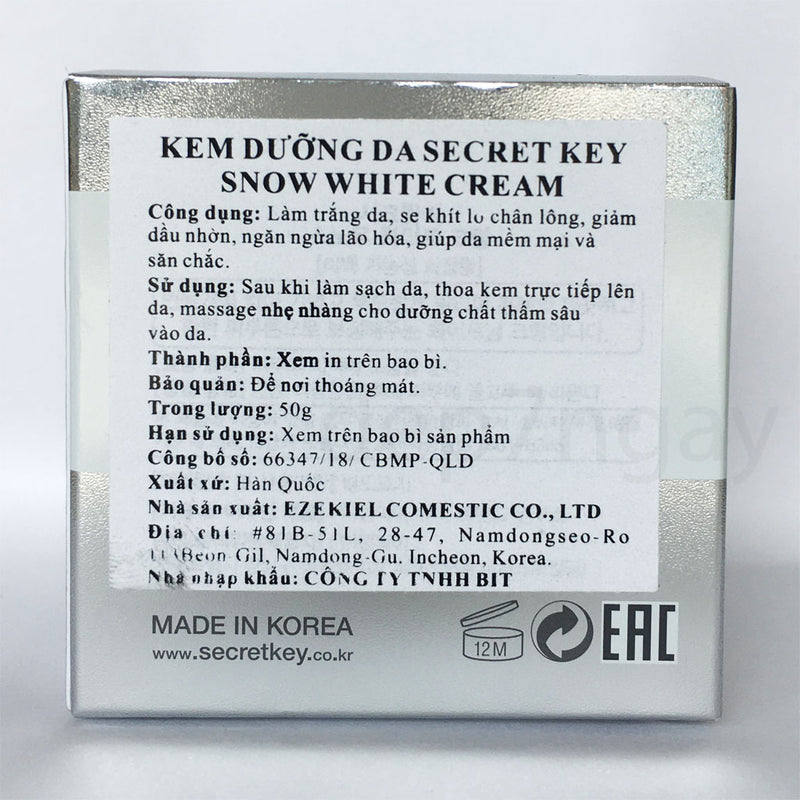 KEM DƯỠNG DA SECRET KEY
SNOW WHITE CREAM
Công dụng: Làm trắng da, se khít lỗ chân lông, giảm
dầu nhờn, ngăn ngừa lão hóa, giúp da mềm mại và
săn chắc.
Sử dụng: Sau khi làm sạch da, thoa kem trực tiếp lên
da, massage nhẹ nhàng cho dưỡng chất thấm sâu
vào da.
Thành phần: Xem in trên bao bì.
Bảo quản: Để nơi thoáng mát.
Trong lượng: 50g
Hạn sử dụng: Xem trên bao bì sản phẩm
Công bố số: 66347/18/ CBMP-QLD
Xuất xứ: Hàn Quốc
Nhà sản xuất: EZEKIEL COMESTIC CO., LTD
Địa chỉ: #81B-51L, 28-47, Namdongseo-Ro
Beon Gil, Namdong-Gu. Incheon, Korea.
Nhà nhập khẩu: CÔNG TY TNHH BIT
MADE IN KOREA
www.secretkey.co.kr
12M
EAC